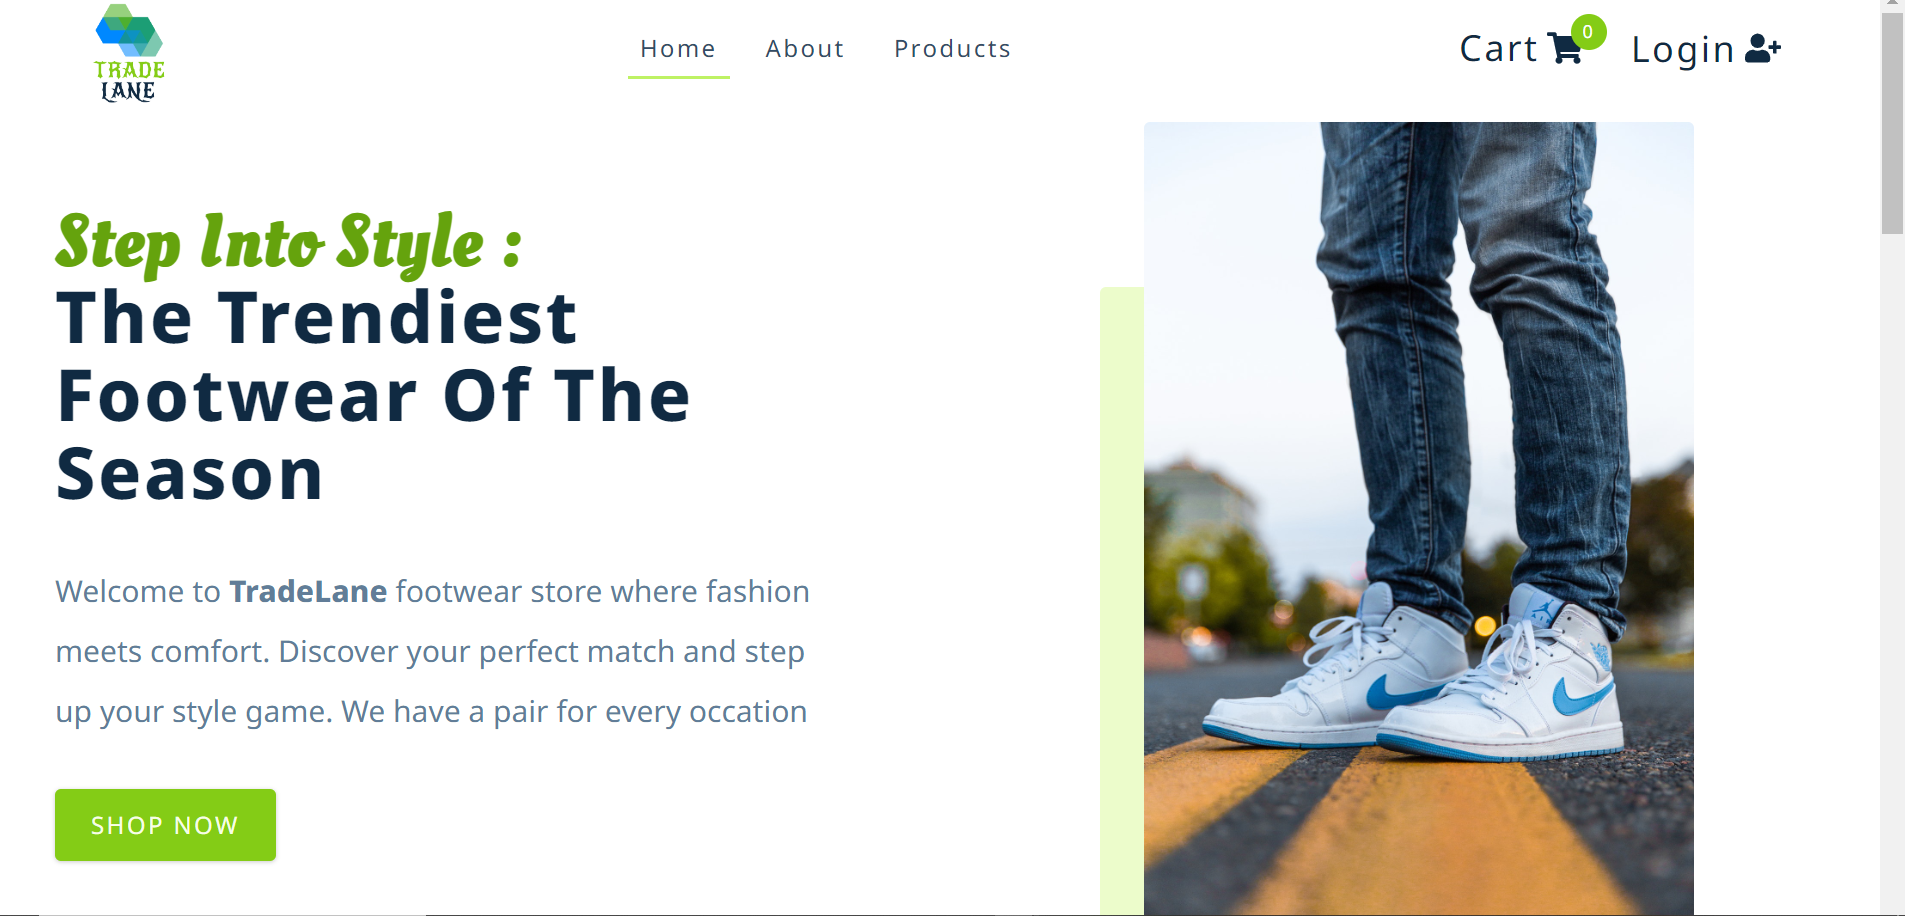 TRADE
LANE
Home About Products
Cart 0 Login
Step Into Style :
The Trendiest
Footwear Of The
Season
Welcome to TradeLane footwear store where fashion
meets comfort. Discover your perfect match and step
up your style game. We have a pair for every occation
SHOP NOW